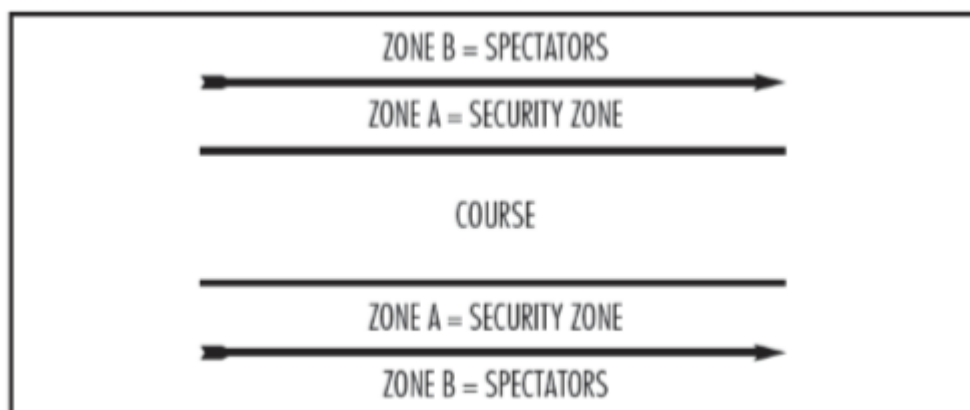 ZONE B = SPECTATORS
ZONE A = SECURITY ZONE
COURSE
ZONE A = SECURITY ZONE
ZONE B = SPECTATORS